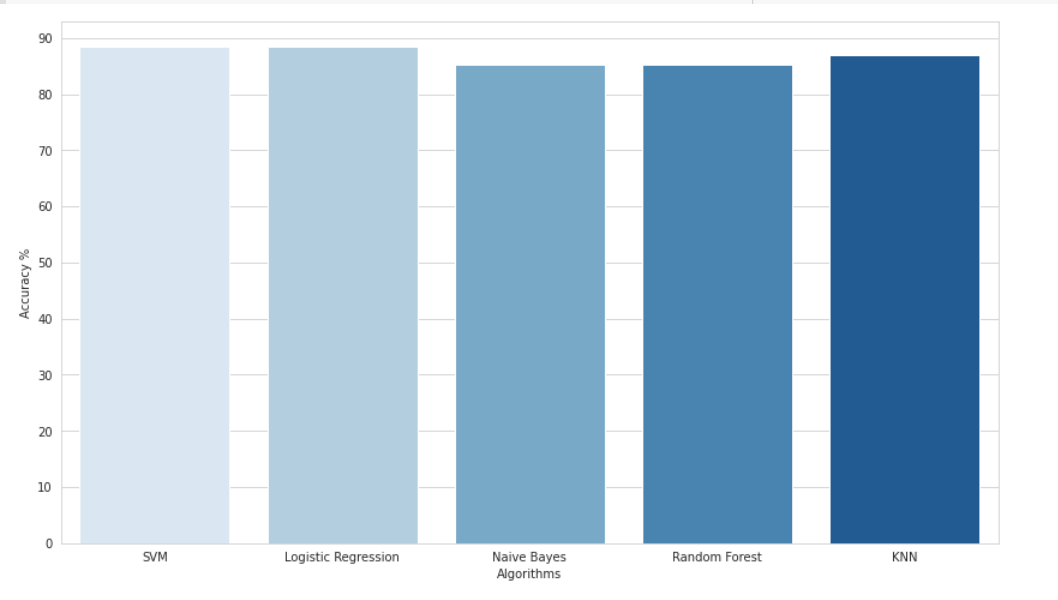 90
80
70
60
50
40
30
20
10
0
Accuracy %
SVM
Logistic Regression
Naive Bayes
Random Forest
KNN
Algorithms